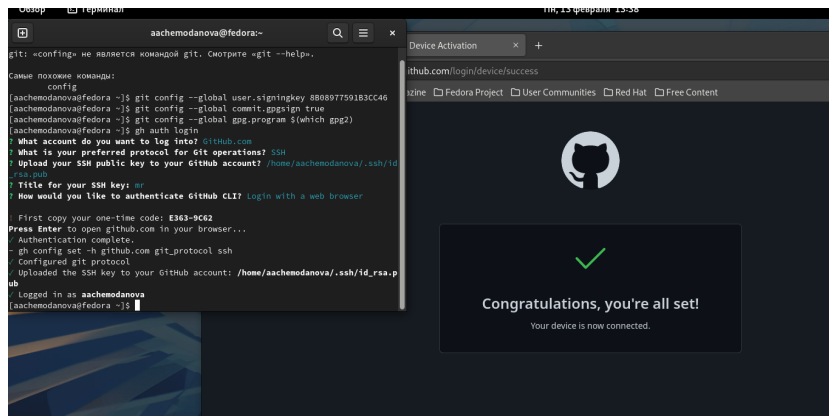 Обзор
Терминал
Пн, 13 февраля 13:38
aachemodanova@fedora:~
git: «confing» не является командой git. Смотрите «git --help».
Самые похожие команды:
config
[aachemodanova@fedora ~]$ git config --global user.signingkey 8B08977591B3CC46
[aachemodanova@fedora ~]$ git config --global commit.gpgsign true
[aachemodanova@fedora ~]$ git config --global gpg.program $(which gpg2)
[aachemodanova@fedora ~]$ gh auth login
? What account do you want to log into? GitHub.com
? What is your preferred protocol for Git operations? SSH
? Upload your SSH public key to your GitHub account? /home/aachemodanova/.ssh/id
_rsa.pub
? Title for your SSH key: mr
? How would you like to authenticate GitHub CLI? Login with a web browser
! First copy your one-time code: E363-9C62
Press Enter to open github.com in your browser...
✓ Authentication complete.
- gh config set -h github.com git_protocol ssh
✓ Configured git protocol
✓ Uploaded the SSH key to your GitHub account: /home/aachemodanova/.ssh/id_rsa.p
ub
✓ Logged in as aachemodanova
[aachemodanova@fedora ~]$
Device Activation
ithub.com/login/device/success
azine
Fedora Project
User Communities
Red Hat
Free Content
Congratulations, you're all set!
Your device is now connected.